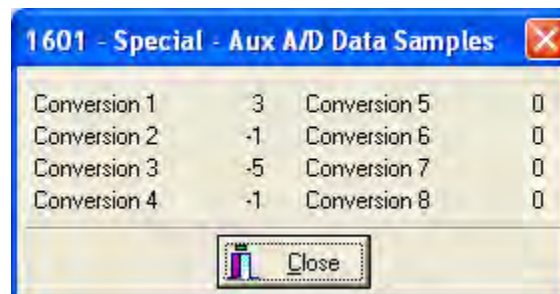 1601 - Special - Aux A/D Data Samples
Conversion 1 3 Conversion 5 0
Conversion 2 -1 Conversion 6 0
Conversion 3 -5 Conversion 7 0
Conversion 4 -1 Conversion 8 0
Close